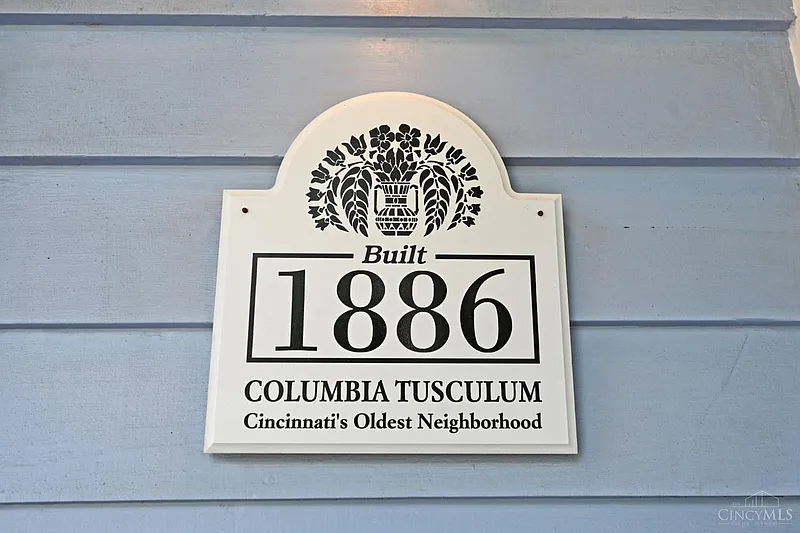 Built
1886
COLUMBIA TUSCULUM
Cincinnati's Oldest Neighborhood
CINCYMLS